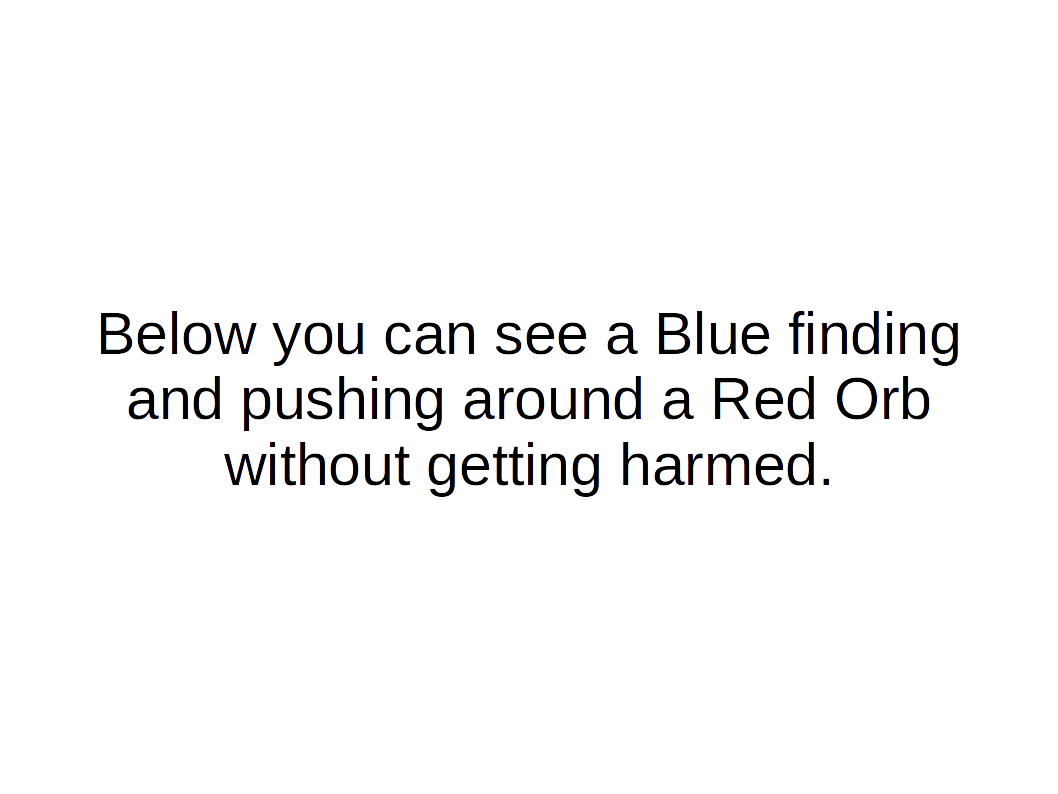 Below you can see a Blue finding
and pushing around a Red Orb
without getting harmed.